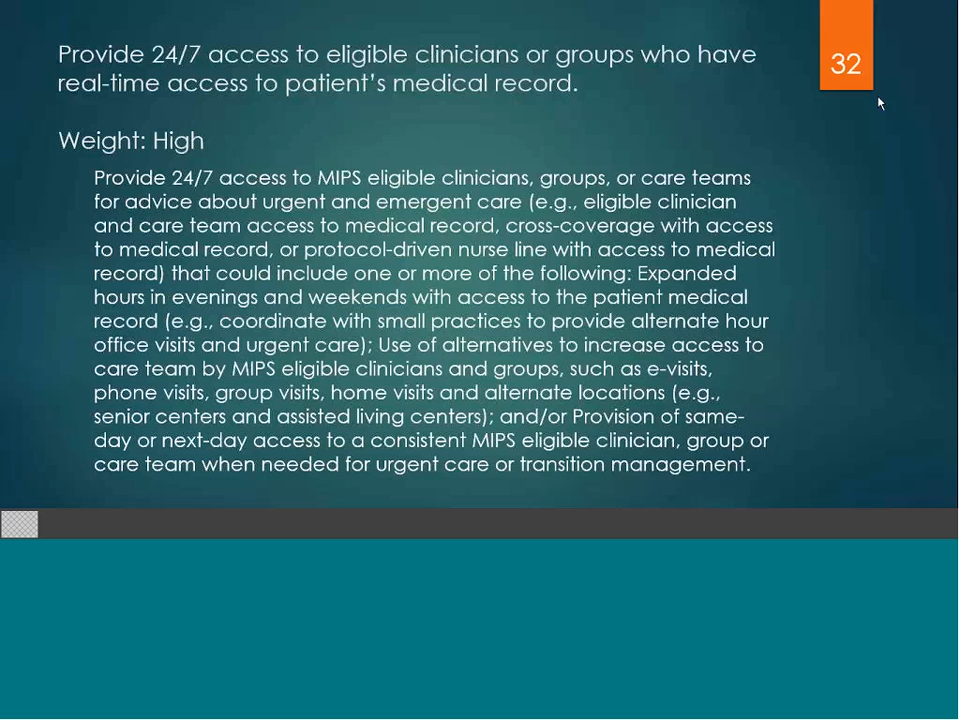 Provide 24/7 access to eligible clinicians or groups who have
real-time access to patient’s medical record.
32
Weight: High
Provide 24/7 access to MIPS eligible clinicians, groups, or care teams
for advice about urgent and emergent care (e.g., eligible clinician
and care team access to medical record, cross-coverage with access
to medical record, or protocol-driven nurse line with access to medical
record) that could include one or more of the following: Expanded
hours in evenings and weekends with access to the patient medical
record (e.g., coordinate with small practices to provide alternate hour
office visits and urgent care); Use of alternatives to increase access to
care team by MIPS eligible clinicians and groups, such as e-visits,
phone visits, group visits, home visits and alternate locations (e.g.,
senior centers and assisted living centers); and/or Provision of same-
day or next-day access to a consistent MIPS eligible clinician, group or
care team when needed for urgent care or transition management.